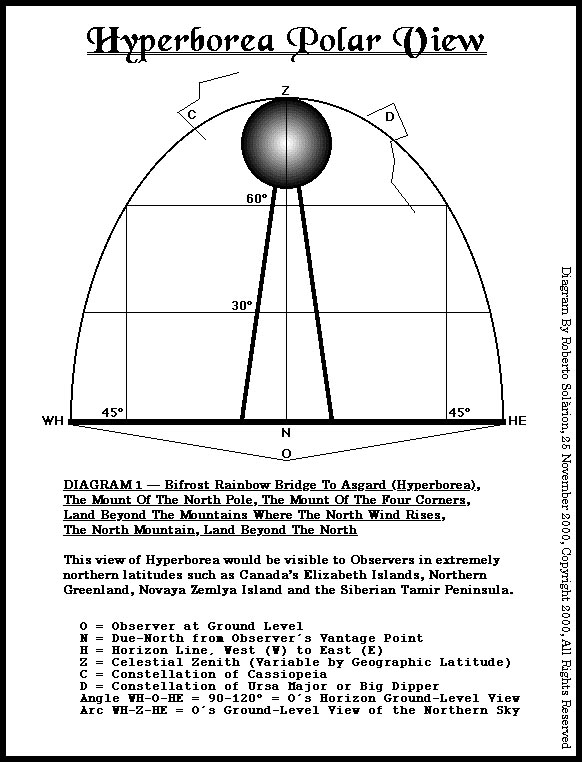 Hyperborea Polar View
Z
C
D
60°
30°
45°
45°
WH
HE
N
O
DIAGRAM 1 — Bifrost Rainbow Bridge To Asgard (Hyperborea),
The Mount Of The North Pole, The Mount Of The Four Corners,
Land Beyond The Mountains Where The North Wind Rises,
The North Mountain, Land Beyond The North
This view of Hyperborea would be visible to Observers in extremely
northern latitudes such as Canada's Elizabeth Islands, Northern
Greenland, Novaya Zemlya Island and the Siberian Tamir Peninsula.
O = Observer at Ground Level
N = Due-North from Observer's Vantage Point
H = Horizon Line, West (W) to East (E)
Z = Celestial Zenith (Variable by Geographic Latitude)
C = Constellation of Cassiopeia
D = Constellation of Ursa Major or Big Dipper
Angle WH-O-HE = 90-120° = O's Horizon Ground-Level View
Arc WH-Z-HE = O's Ground-Level View of the Northern Sky
Diagram By Roberto Solàrion, 25 November 2000, Copyright 2000, All Rights Reserved